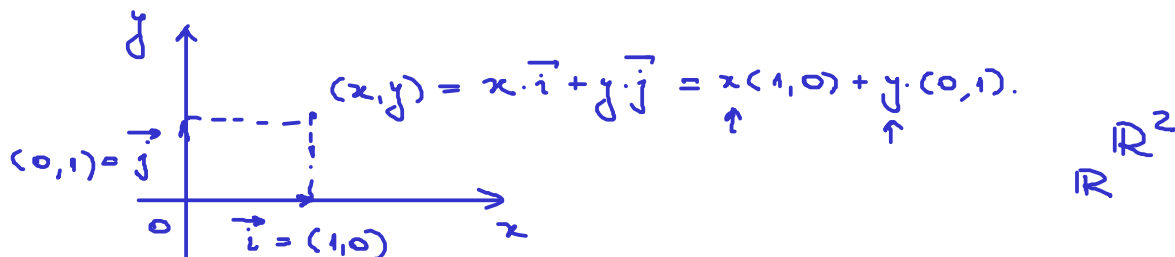 y
(x,y) = x·i⃗ + y·j⃗ = x(1,0) + y·(0,1).
(0,1) = j⃗
ℝ²
ℝ
0
i⃗ = (1,0)
x